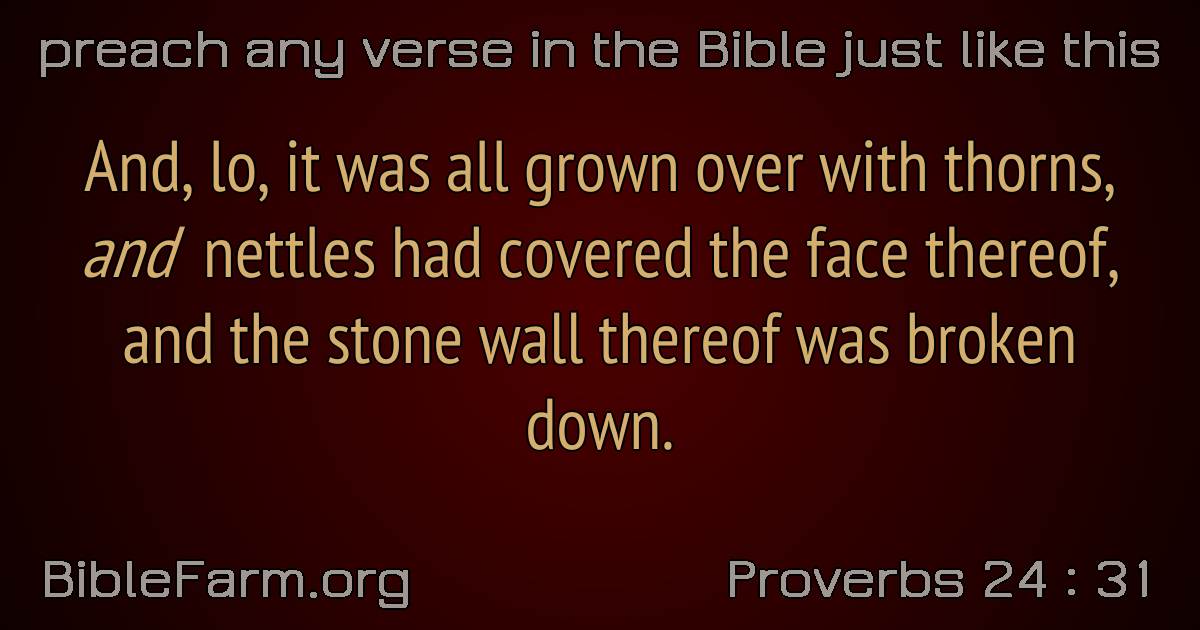 preach any verse in the Bible just like this
And, lo, it was all grown over with thorns,
and nettles had covered the face thereof,
and the stone wall thereof was broken
down.
BibleFarm.org
Proverbs 24 : 31